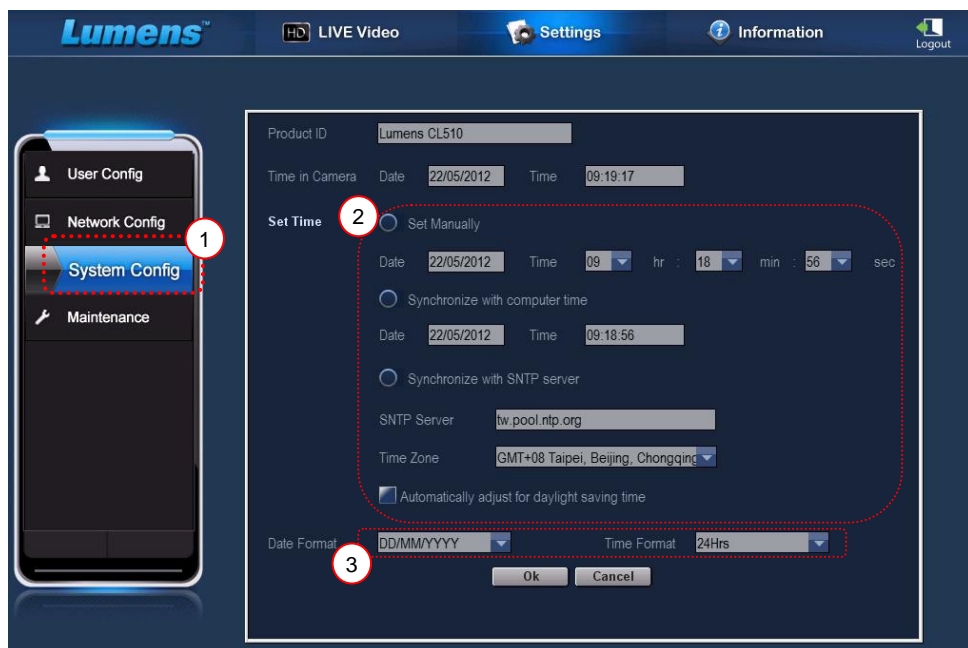 Lumens™ HD LIVE Video Settings Information Logout
User Config
Network Config
1
System Config
Maintenance
Product ID Lumens CL510
Time in Camera Date 22/05/2012 Time 09:19:17
Set Time 2 Set Manually
Date 22/05/2012 Time 09 hr : 18 min : 56 sec
Synchronize with computer time
Date 22/05/2012 Time 09:18:56
Synchronize with SNTP server
SNTP Server tw.pool.ntp.org
Time Zone GMT+08 Taipei, Beijing, Chongqing
Automatically adjust for daylight saving time
Date Format DD/MM/YYYY Time Format 24Hrs
3
Ok Cancel